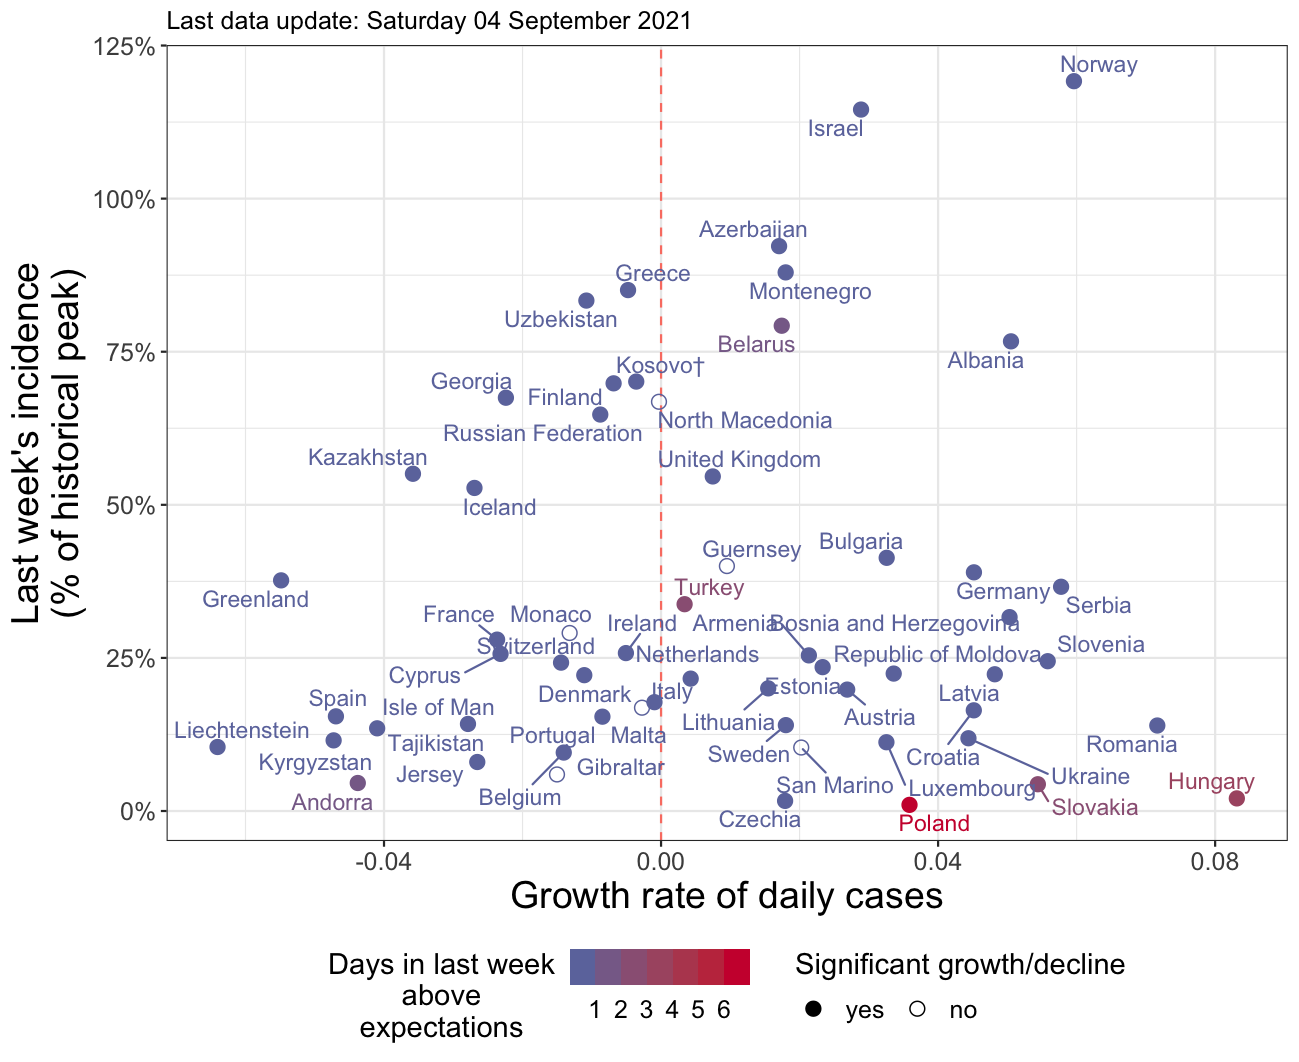 Last data update: Saturday 04 September 2021
125%
100%
75%
50%
25%
0%
Last week's incidence
(% of historical peak)
Norway
Israel
Azerbaijan
Greece
Montenegro
Uzbekistan
Belarus
Albania
Kosovo†
Georgia
Finland
North Macedonia
Russian Federation
Kazakhstan
United Kingdom
Iceland
Bulgaria
Guernsey
Turkey
Germany
Greenland
Serbia
France
Monaco
Ireland
Armenia
Bosnia and Herzegovina
Switzerland
Netherlands
Republic of Moldova
Slovenia
Cyprus
Denmark
Italy
Estonia
Latvia
Spain
Isle of Man
Lithuania
Austria
Liechtenstein
Tajikistan
Portugal
Malta
Romania
Kyrgyzstan
Sweden
Croatia
Jersey
Gibraltar
Ukraine
San Marino
Luxembourg
Hungary
Andorra
Belgium
Slovakia
Czechia
Poland
-0.04
0.00
0.04
0.08
Growth rate of daily cases
Days in last week
above
expectations
1 2 3 4 5 6
Significant growth/decline
yes
no